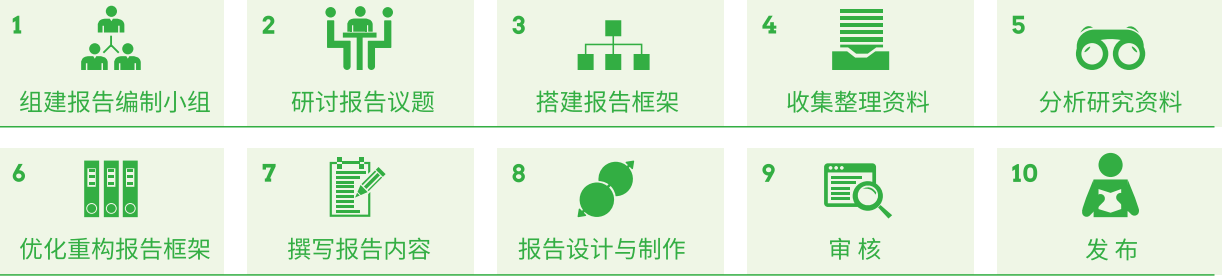 1
组建报告编制小组
2
研讨报告议题
3
搭建报告框架
4
收集整理资料
5
分析研究资料
6
优化重构报告框架
7
撰写报告内容
8
报告设计与制作
9
审 核
10
发 布